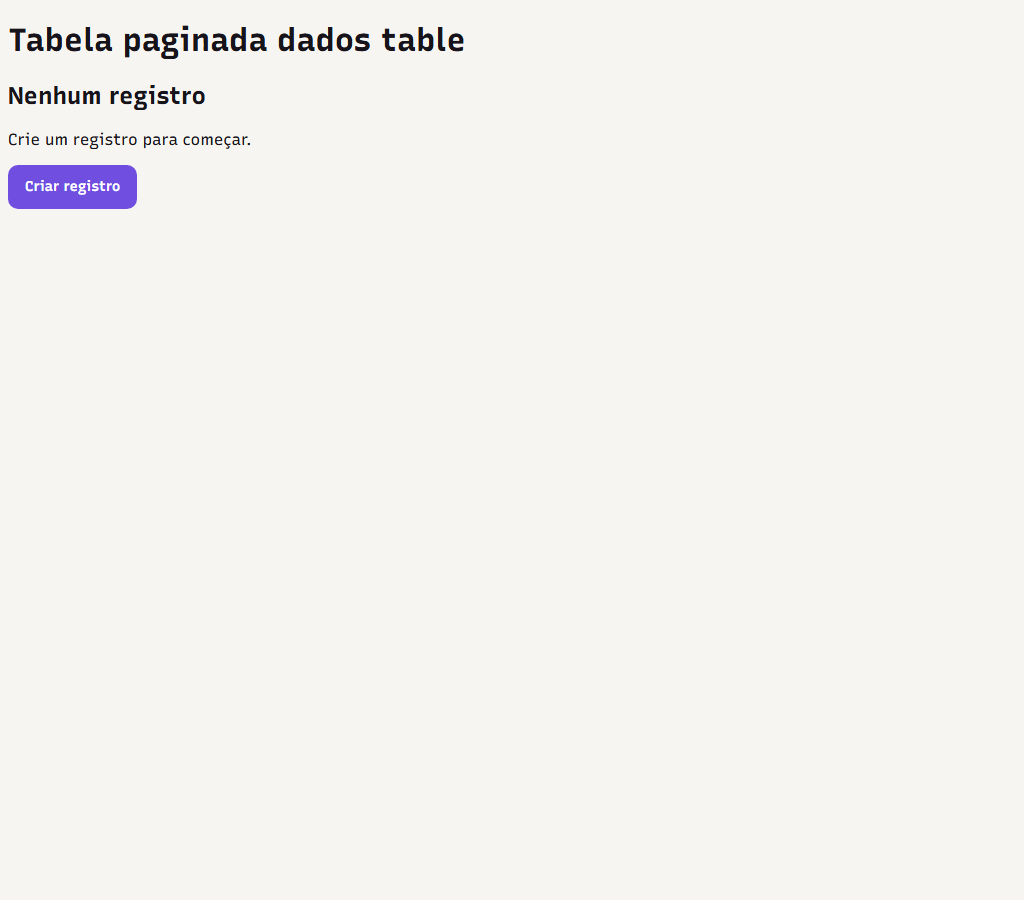 Tabela paginada dados table
Nenhum registro
Crie um registro para começar.
Criar registro